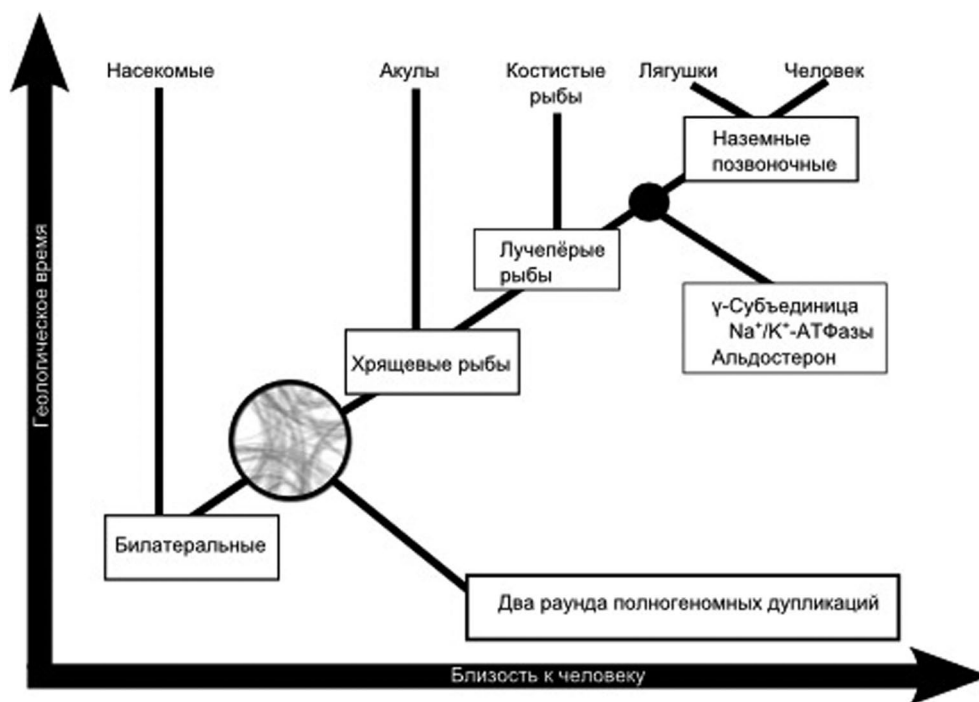 Насекомые
Акулы
Костистые
рыбы
Лягушки
Человек
Наземные
позвоночные
Лучепёрые
рыбы
γ-Субъединица
Na⁺/K⁺-АТФазы
Альдостерон
Хрящевые рыбы
Билатеральные
Два раунда полногеномных дупликаций
Геологическое время
Близость к человеку